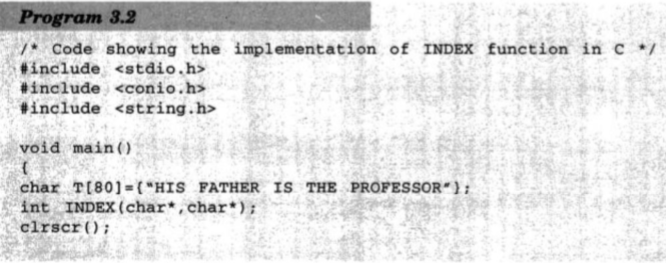 Program 3.2
/* Code showing the implementation of INDEX function in C */
#include <stdio.h>
#include <conio.h>
#include <string.h>
void main()
{
char T[80]={"HIS FATHER IS THE PROFESSOR"};
int INDEX(char*,char*);
clrscr();